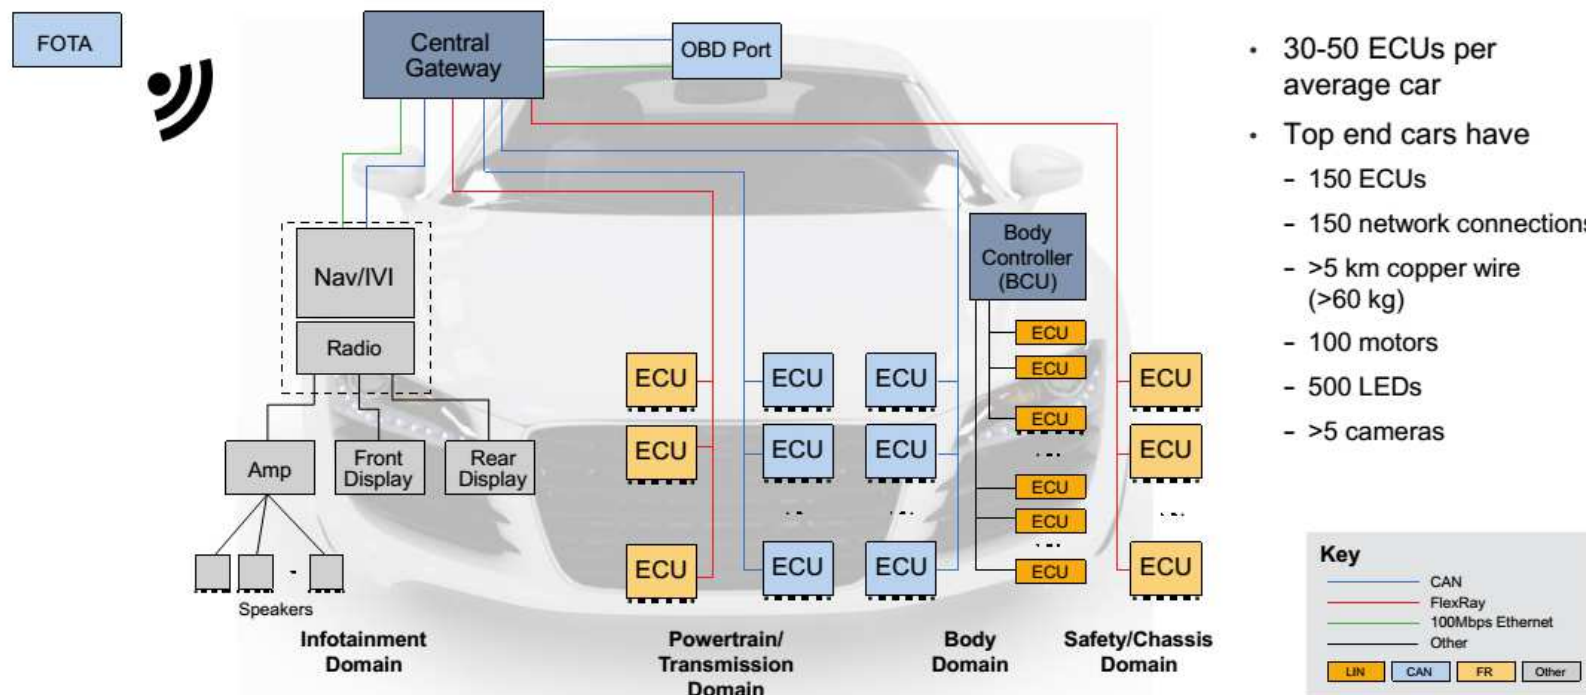 FOTA
Central
Gateway
OBD Port
Nav/IVI
Radio
Amp
Front
Display
Rear
Display
Speakers
Infotainment
Domain
ECU
ECU
ECU
ECU
ECU
ECU
Powertrain/
Transmission
Domain
ECU
ECU
ECU
Body
Controller
(BCU)
ECU
ECU
ECU
ECU
ECU
ECU
Body
Domain
ECU
ECU
ECU
Safety/Chassis
Domain
• 30-50 ECUs per
average car
• Top end cars have
- 150 ECUs
- 150 network connections
- >5 km copper wire
(>60 kg)
- 100 motors
- 500 LEDs
- >5 cameras
Key
CAN
FlexRay
100Mbps Ethernet
Other
LIN CAN FR Other